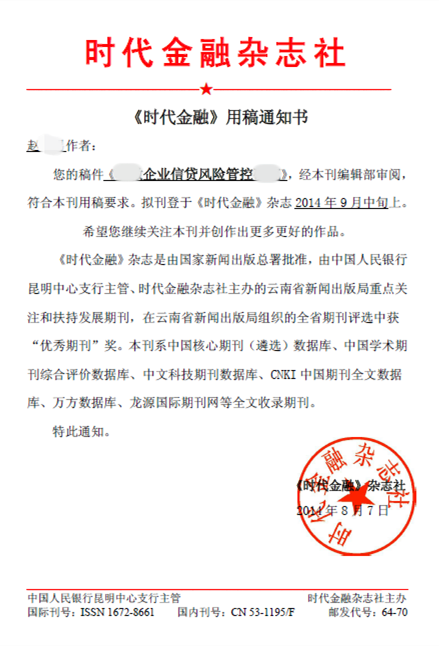 时代金融杂志社
《时代金融》用稿通知书
赵 作者：
您的稿件《 企业信贷风险管控 》，经本刊编辑部审阅，
符合本刊用稿要求。拟刊登于《时代金融》杂志 2014 年 9 月中旬上。
希望您继续关注本刊并创作出更多更好的作品。
《时代金融》杂志是由国家新闻出版总署批准，由中国人民银行
昆明中心支行主管、时代金融杂志社主办的云南省新闻出版局重点关
注和扶持发展期刊，在云南省新闻出版局组织的全省期刊评选中获
“优秀期刊”奖。本刊系中国核心期刊（遴选）数据库、中国学术期
刊综合评价数据库、中文科技期刊数据库、CNKI 中国期刊全文数据
库、万方数据库、龙源国际期刊网等全文收录期刊。
特此通知。
时代金融杂志社
《时代金融》杂志社
2014 年 8 月 7 日
中国人民银行昆明中心支行主管 时代金融杂志社主办
国际刊号：ISSN 1672-8661 国内刊号：CN 53-1195/F 邮发代号：64-70